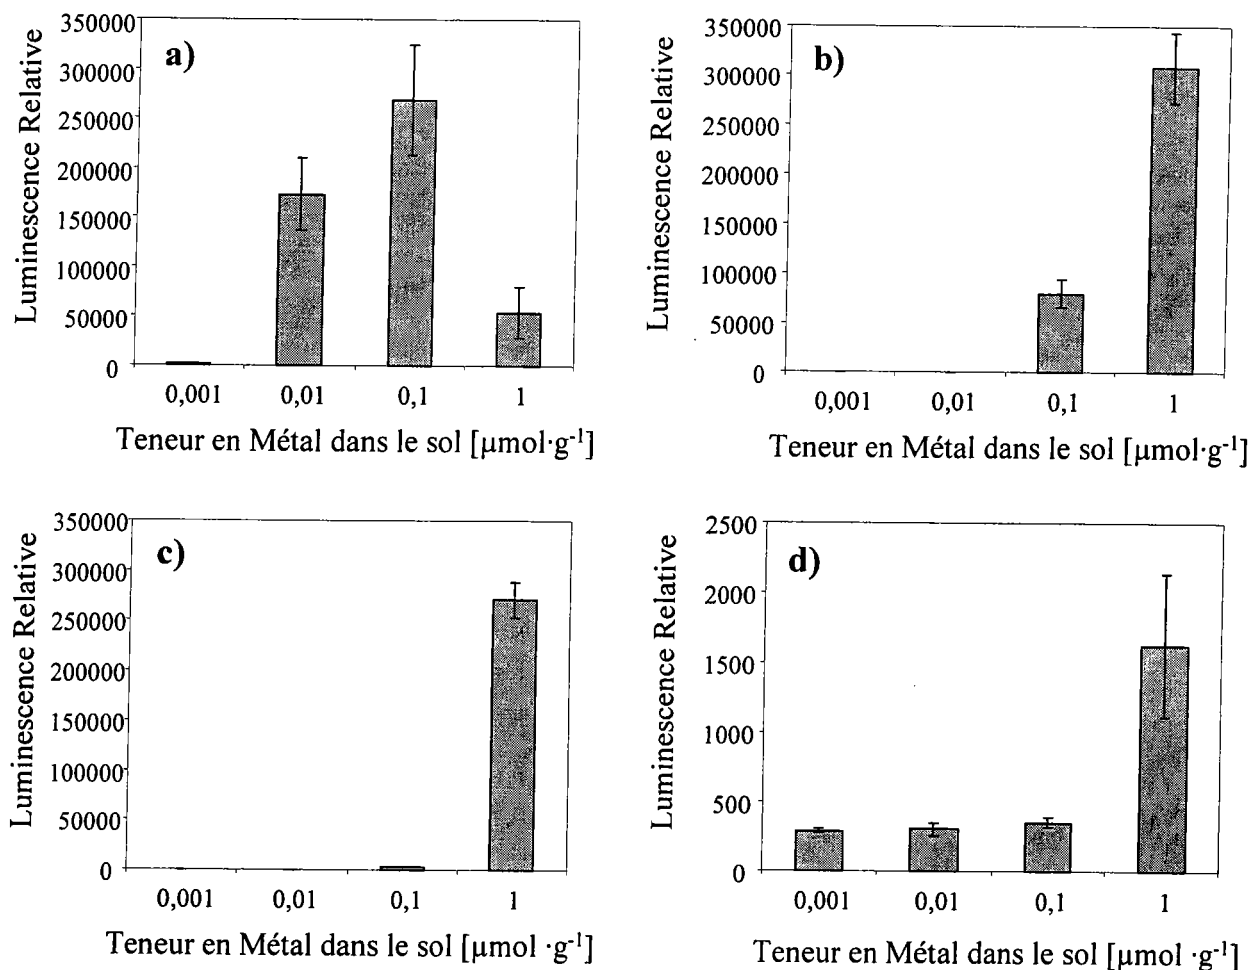 a)
Luminescence Relative
350000
300000
250000
200000
150000
100000
50000
0
0,001 0,01 0,1 1
Teneur en Métal dans le sol [µmol·g⁻¹]
b)
Luminescence Relative
350000
300000
250000
200000
150000
100000
50000
0
0,001 0,01 0,1 1
Teneur en Métal dans le sol [µmol·g⁻¹]
c)
Luminescence Relative
350000
300000
250000
200000
150000
100000
50000
0
0,001 0,01 0,1 1
Teneur en Métal dans le sol [µmol ·g⁻¹]
d)
Luminescence Relative
2500
2000
1500
1000
500
0
0,001 0,01 0,1 1
Teneur en Métal dans le sol [µmol ·g⁻¹]